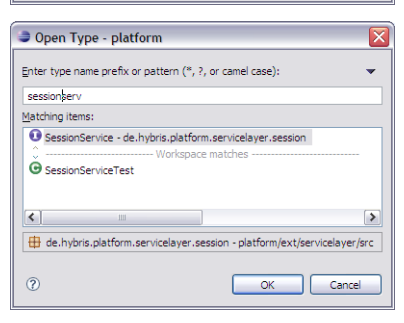 Open Type - platform
Enter type name prefix or pattern (*, ?, or camel case):
sessionserv
Matching items:
SessionService - de.hybris.platform.servicelayer.session
Workspace matches
SessionServiceTest
de.hybris.platform.servicelayer.session - platform/ext/servicelayer/src
OK Cancel